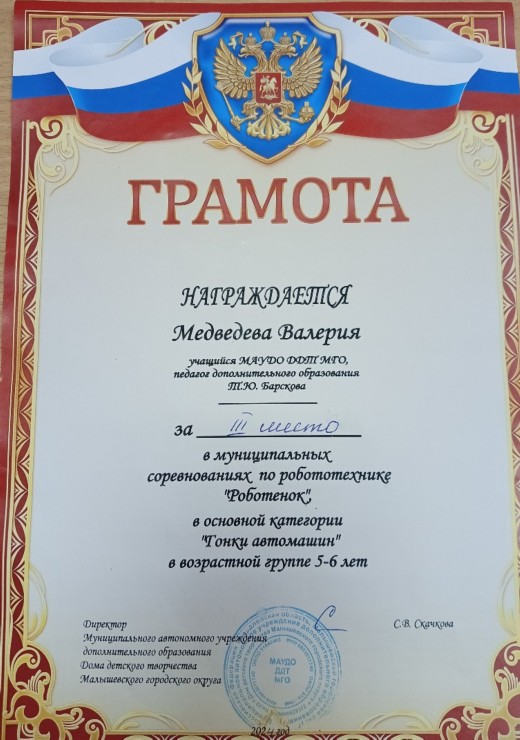 ГРАМОТА
НАГРАЖДАЕТСЯ
Медведева Валерия
учащийся МАУДО ДДТ МГО,
педагог дополнительного образования
Т.Ю. Барскова
за III место
в муниципальных
соревнованиях по робототехнике
"Роботенок",
в основной категории
"Гонки автомашин"
в возрастной группе 5-6 лет
Директор С.В. Скачкова
Муниципального автономного учреждения
дополнительного образования
Дома детского творчества
Малышевского городского округа
МАУДО
ДДТ
МГО
2024 год